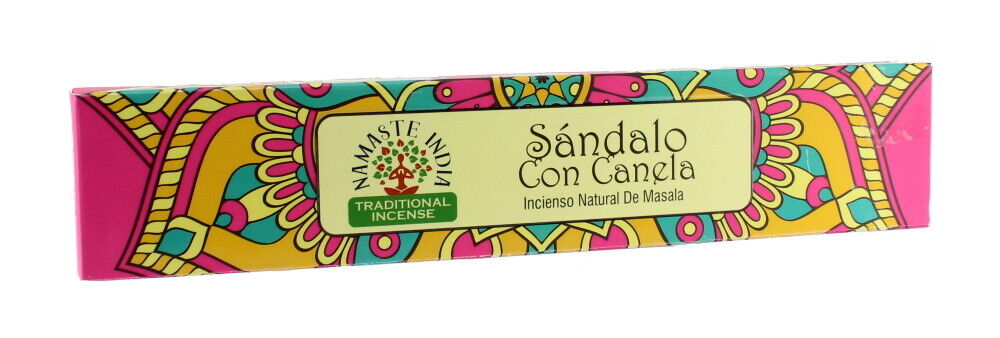 NAMASTE INDIA
TRADITIONAL
INCENSE
Sándalo
Con Canela
Incienso Natural De Masala